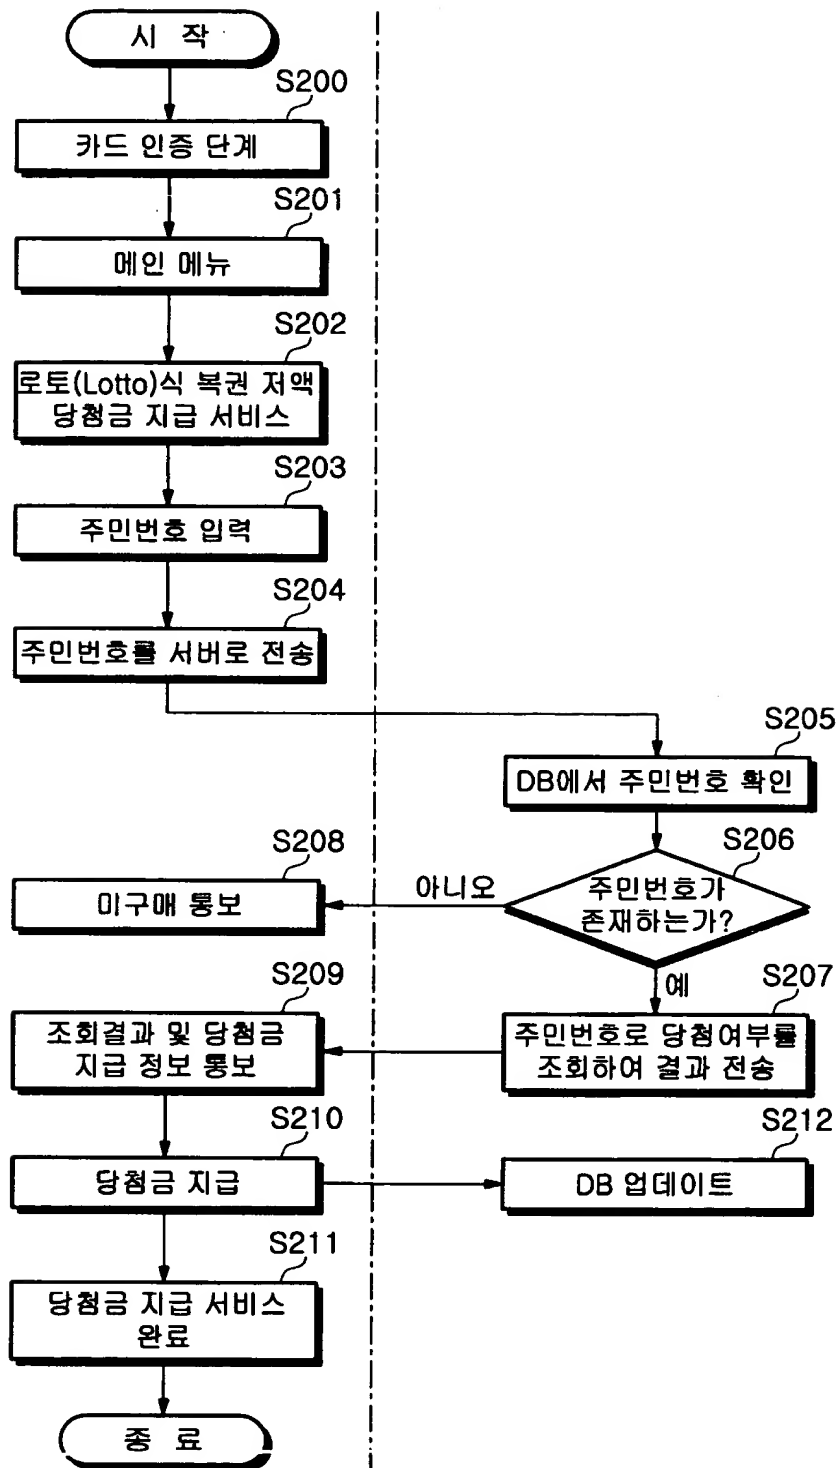 시 작
S200
카드 인증 단계
S201
메인 메뉴
S202
로토(Lotto)식 복권 저액
당첨금 지급 서비스
S203
주민번호 입력
S204
주민번호를 서버로 전송
S205
DB에서 주민번호 확인
S206
주민번호가
존재하는가?
아니오
S208
미구매 통보
예
S207
주민번호로 당첨여부를
조회하여 결과 전송
S209
조회결과 및 당첨금
지급 정보 통보
S210
당첨금 지급
S212
DB 업데이트
S211
당첨금 지급 서비스
완료
종 료